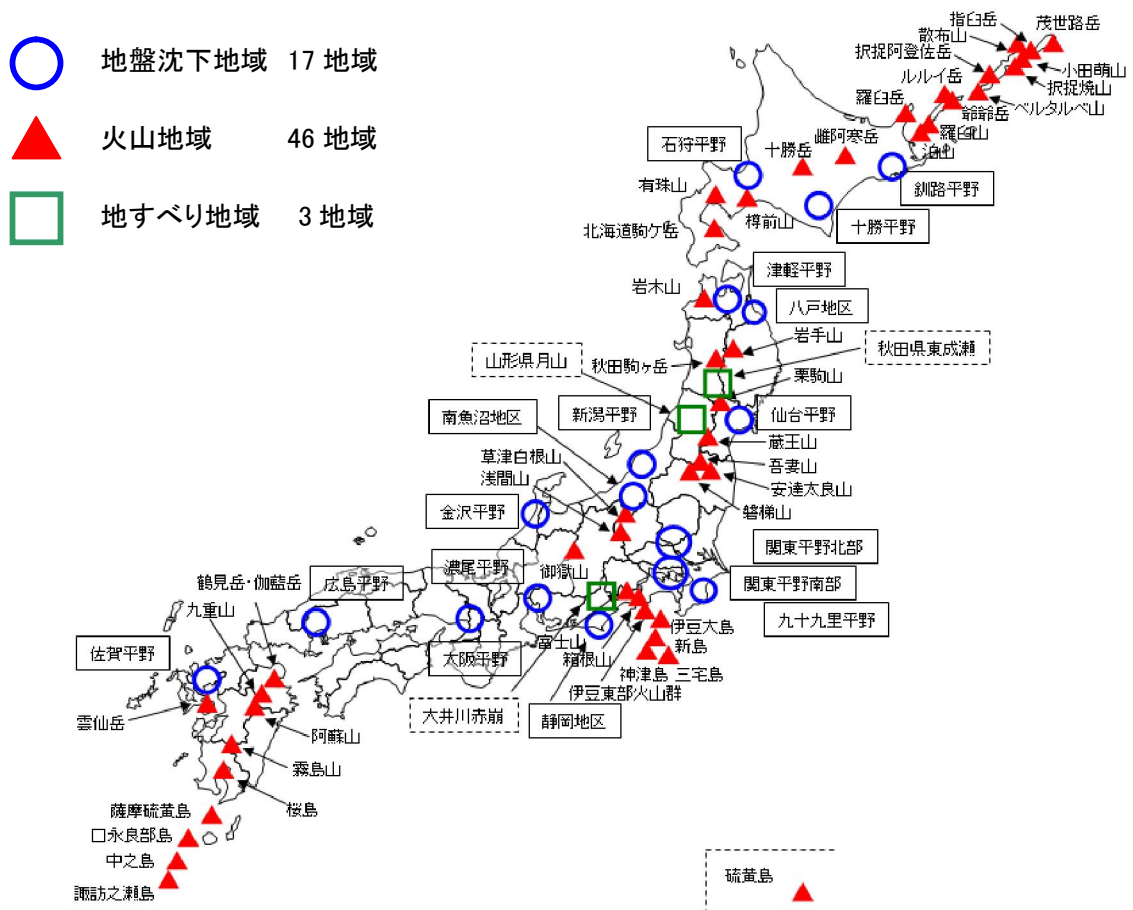 地盤沈下地域 17 地域
火山地域 46 地域
地すべり地域 3 地域
指臼岳
茂世路岳
散布山
択捉阿登佐岳
小田萌山
ルルイ岳
択捉焼山
羅臼岳
ベルタルベ山
爺爺岳
羅臼山
泊山
雌阿寒岳
十勝岳
石狩平野
釧路平野
有珠山
樽前山
十勝平野
北海道駒ケ岳
津軽平野
岩木山
八戸地区
岩手山
秋田県東成瀬
山形県月山
秋田駒ヶ岳
栗駒山
南魚沼地区
新潟平野
仙台平野
蔵王山
草津白根山
吾妻山
浅間山
安達太良山
磐梯山
金沢平野
関東平野北部
濃尾平野
御嶽山
関東平野南部
鶴見岳・伽藍岳
広島平野
九重山
九十九里平野
伊豆大島
佐賀平野
富士山
新島
大阪平野
箱根山
神津島
三宅島
伊豆東部火山群
雲仙岳
大井川赤崩
静岡地区
阿蘇山
霧島山
桜島
薩摩硫黄島
口永良部島
中之島
諏訪之瀬島
硫黄島